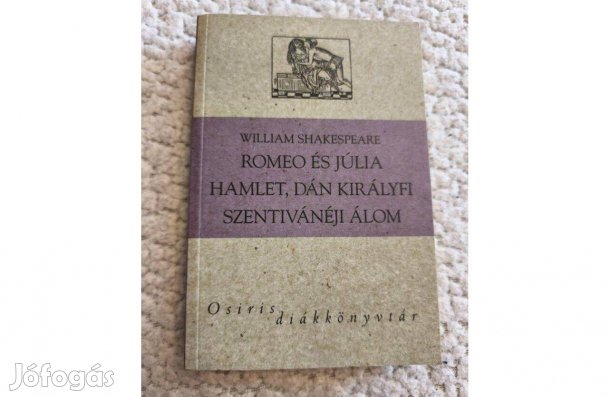 WILLIAM SHAKESPEARE
ROMEO ÉS JÚLIA
HAMLET, DÁN KIRÁLYFI
SZENTIVÁNÉJI ÁLOM
Osiris
diákkönyvtár
Jófogás